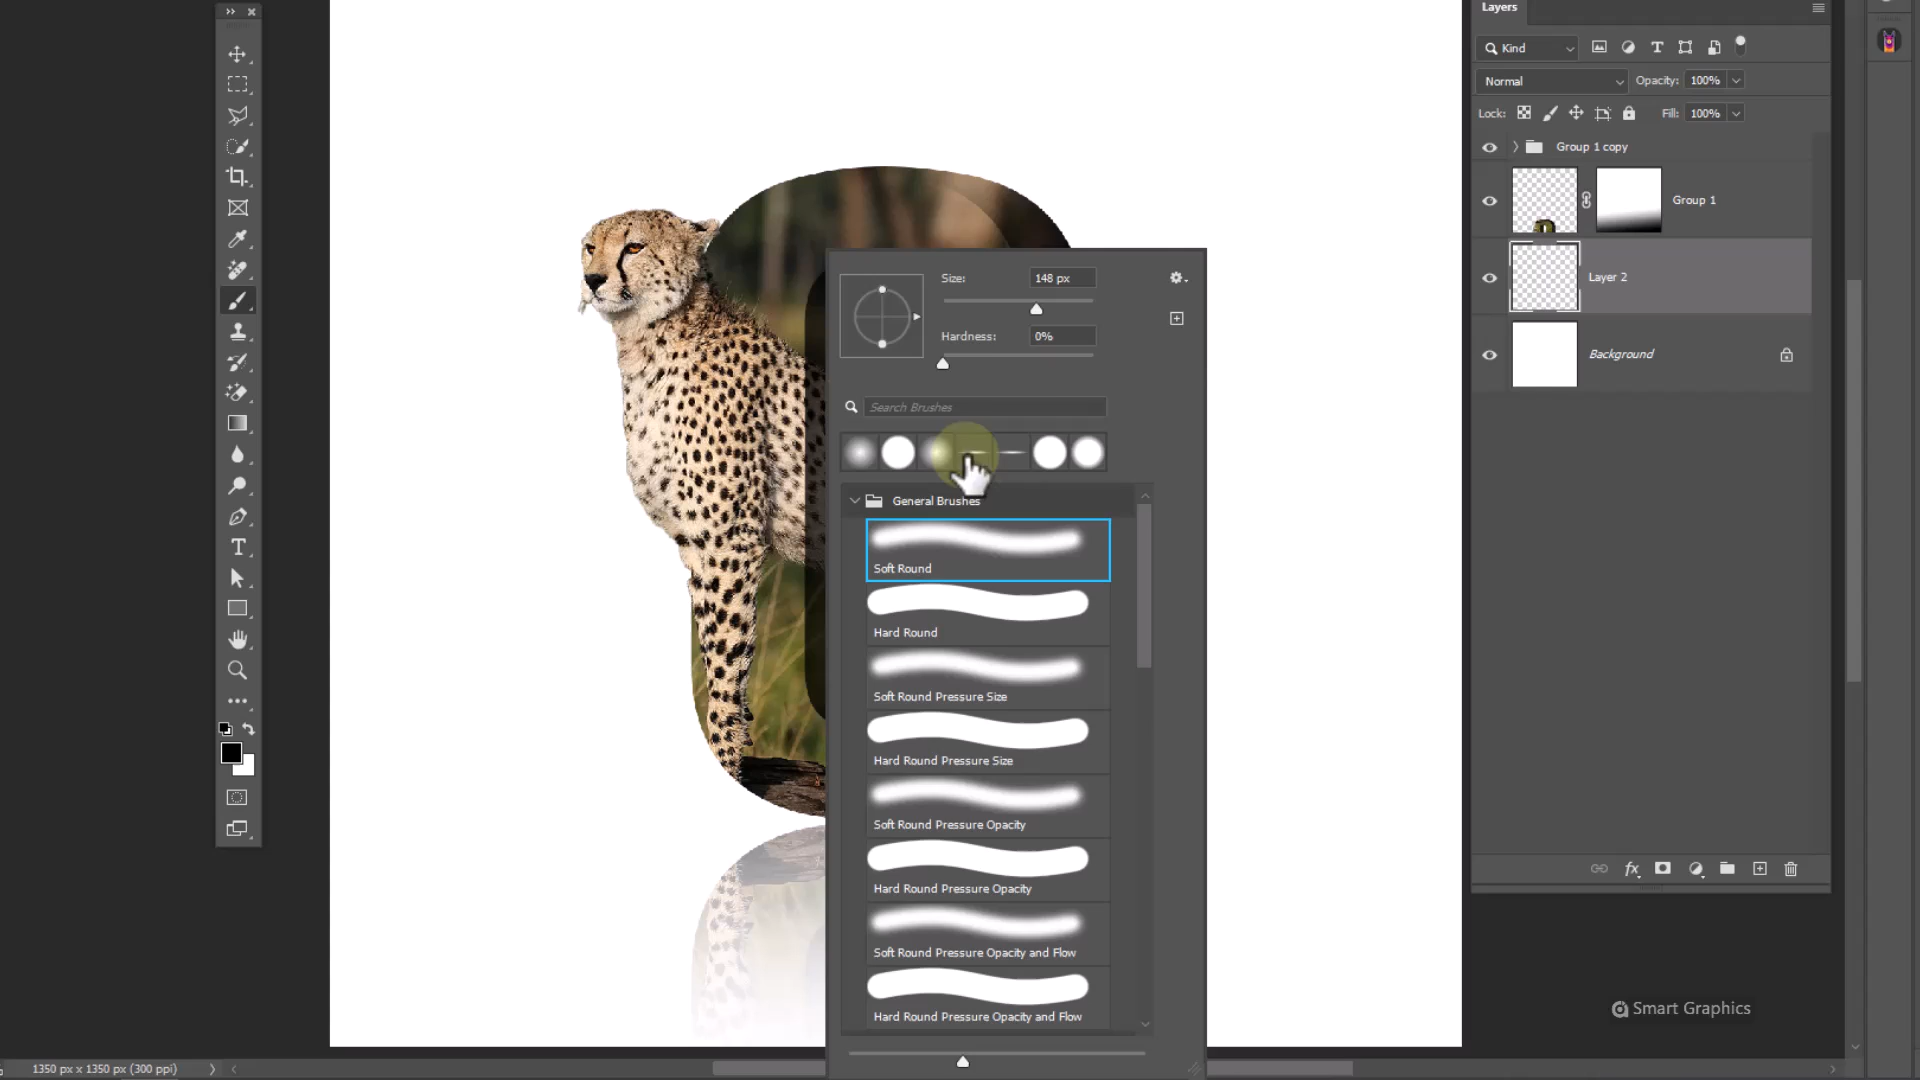 Layers
Kind
Normal
Opacity: 100%
Lock:
Fill: 100%
Group 1 copy
Group 1
Layer 2
Background
Size: 148 px
Hardness: 0%
Search Brushes
General Brushes
Soft Round
Hard Round
Soft Round Pressure Size
Hard Round Pressure Size
Soft Round Pressure Opacity
Hard Round Pressure Opacity
Soft Round Pressure Opacity and Flow
Hard Round Pressure Opacity and Flow
Smart Graphics
1350 px x 1350 px (300 ppi)